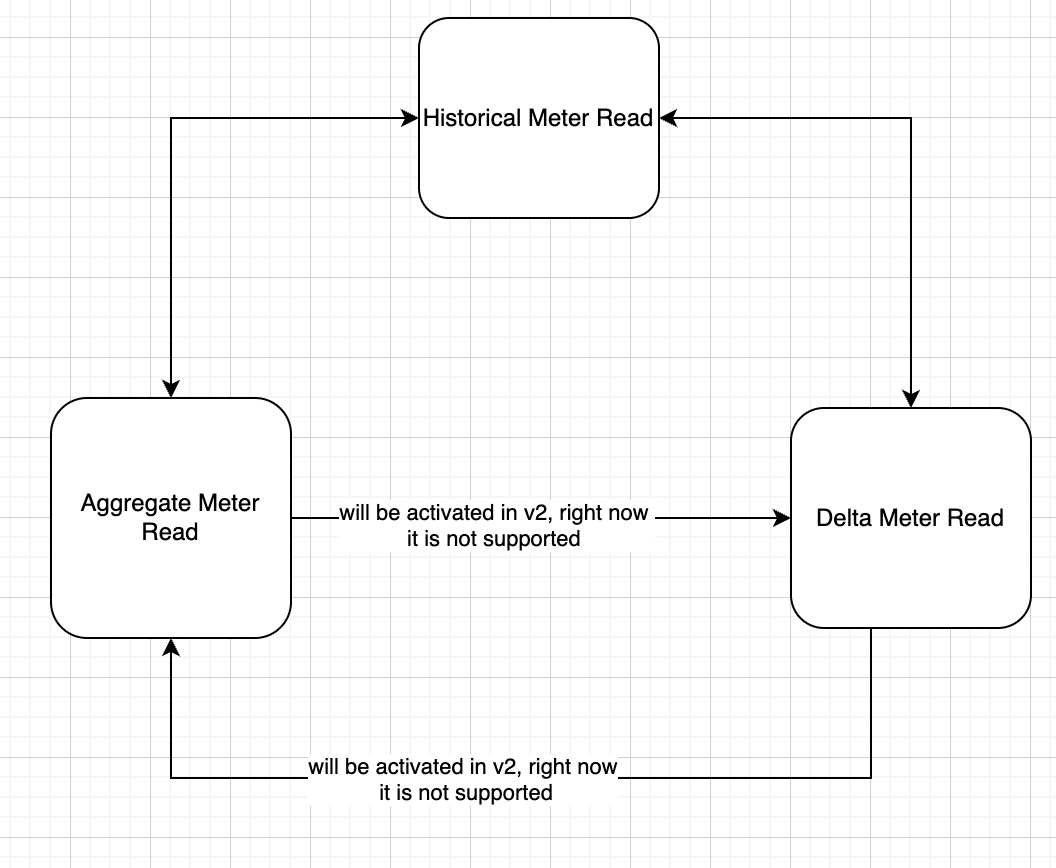 Historical Meter Read
Aggregate Meter
Read
will be activated in v2, right now
it is not supported
Delta Meter Read
will be activated in v2, right now
it is not supported